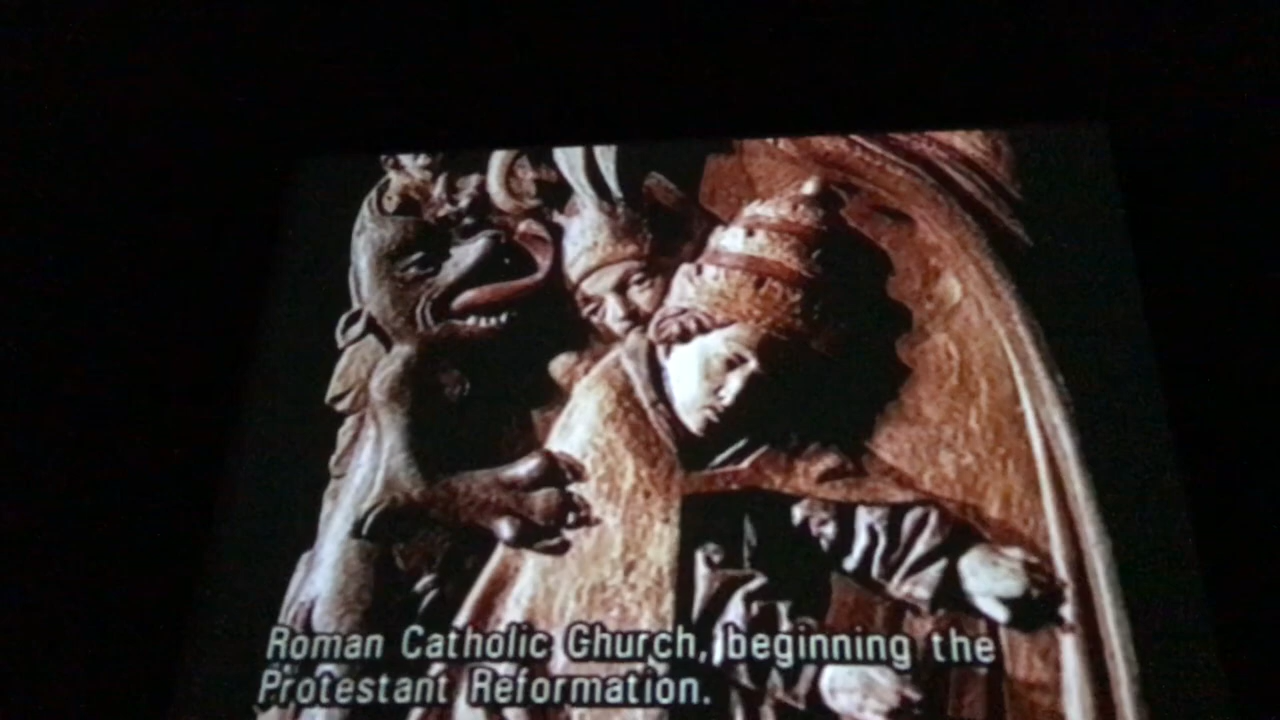 Roman Catholic Church, beginning the
Protestant Reformation.